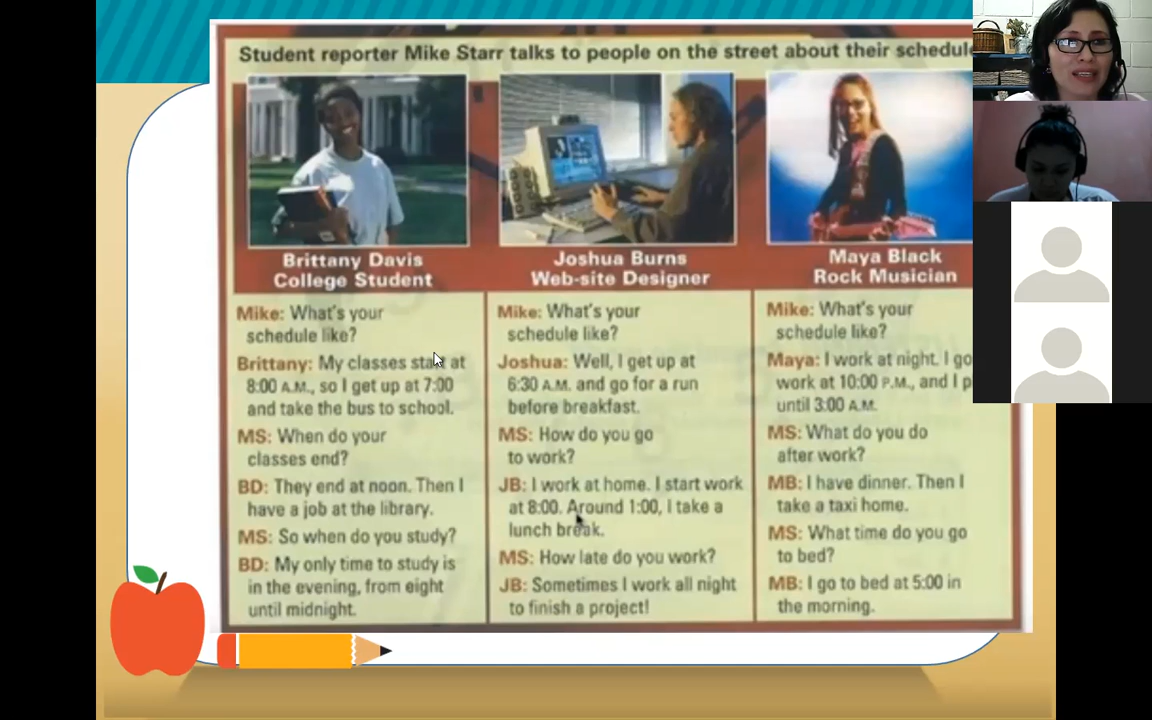 Student reporter Mike Starr talks to people on the street about their
Brittany Davis
College Student
Mike: What's your
schedule like?
Brittany: My classes start at
8:00 A.M., so I get up at 7:00
and take the bus to school.
MS: When do your
classes end?
BD: They end at noon. Then I
have a job at the library.
MS: So when do you study?
BD: My only time to study is
in the evening, from eight
until midnight.
Joshua Burns
Web-site Designer
Mike: What's your
schedule like?
Joshua: Well, I get up at
6:30 A.M. and go for a run
before breakfast.
MS: How do you go
to work?
JB: I work at home. I start work
at 8:00. Around 1:00, I take a
lunch break.
MS: How late do you work?
JB: Sometimes I work all night
to finish a project!
Maya Black
Rock Musician
Mike: What's your
schedule like?
Maya: I work at night. I go
work at 10:00 P.M., and I
until 3:00 A.M.
MS: What do you do
after work?
MB: I have dinner. Then I
take a taxi home.
MS: What time do you go
to bed?
MB: I go to bed at 5:00 in
the morning.